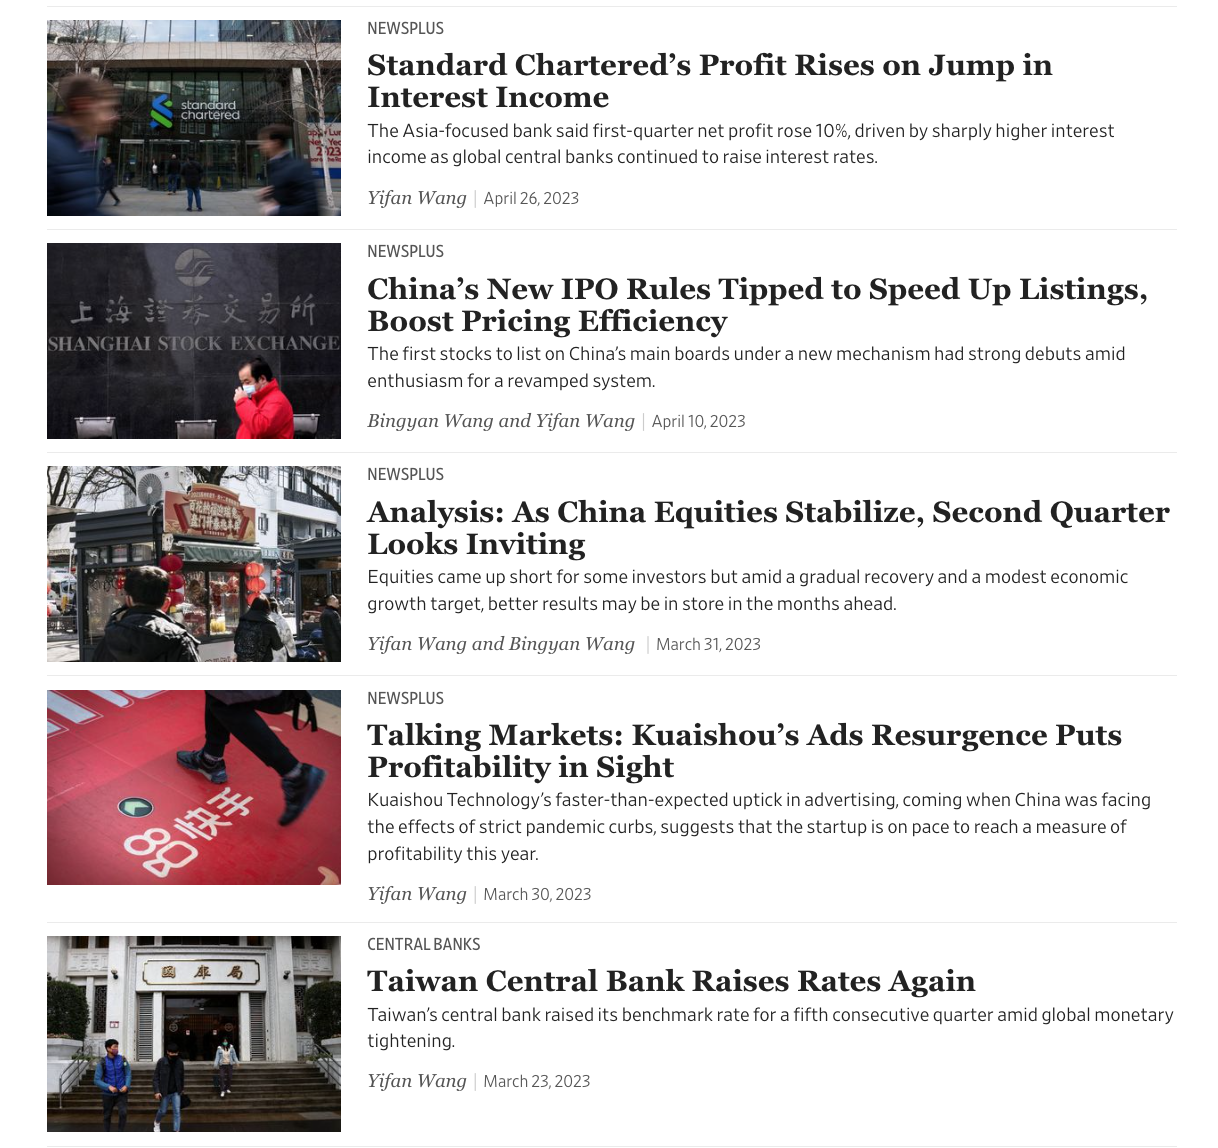 NEWSPLUS
Standard Chartered’s Profit Rises on Jump in
Interest Income
The Asia-focused bank said first-quarter net profit rose 10%, driven by sharply higher interest
income as global central banks continued to raise interest rates.
Yifan Wang | April 26, 2023
standard
chartered
NEWSPLUS
China’s New IPO Rules Tipped to Speed Up Listings,
Boost Pricing Efficiency
The first stocks to list on China’s main boards under a new mechanism had strong debuts amid
enthusiasm for a revamped system.
Bingyan Wang and Yifan Wang | April 10, 2023
上海證券交易所
SHANGHAI STOCK EXCHANGE
NEWSPLUS
Analysis: As China Equities Stabilize, Second Quarter
Looks Inviting
Equities came up short for some investors but amid a gradual recovery and a modest economic
growth target, better results may be in store in the months ahead.
Yifan Wang and Bingyan Wang | March 31, 2023
NEWSPLUS
Talking Markets: Kuaishou’s Ads Resurgence Puts
Profitability in Sight
Kuaishou Technology’s faster-than-expected uptick in advertising, coming when China was facing
the effects of strict pandemic curbs, suggests that the startup is on pace to reach a measure of
profitability this year.
Yifan Wang | March 30, 2023
快手
CENTRAL BANKS
Taiwan Central Bank Raises Rates Again
Taiwan’s central bank raised its benchmark rate for a fifth consecutive quarter amid global monetary
tightening.
Yifan Wang | March 23, 2023
國庫局